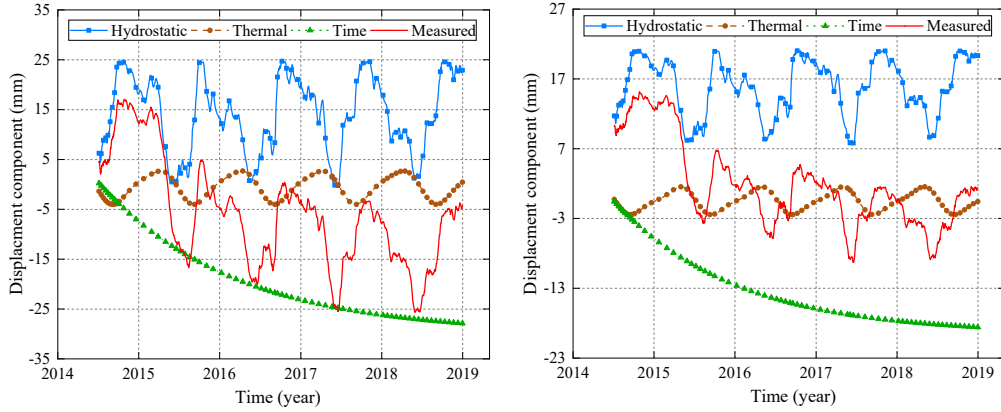 35
25
15
5
-5
-15
-25
-35
Displacment component (mm)
Hydrostatic Thermal Time Measured
2014 2015 2016 2017 2018 2019
Time (year)
27
17
7
-3
-13
-23
Displacment component (mm)
Hydrostatic Thermal Time Measured
2014 2015 2016 2017 2018 2019
Time (year)